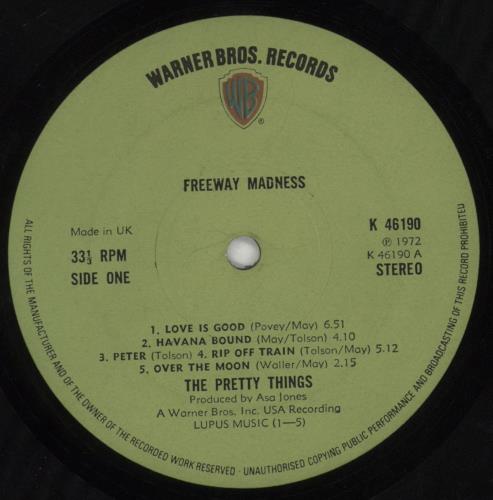 WARNER BROS. RECORDS
WB
®
FREEWAY MADNESS
Made in UK
33⅓ RPM
SIDE ONE
K 46190
℗ 1972
K 46190 A
STEREO
1. LOVE IS GOOD (Povey/May) 6.51
2. HAVANA BOUND (May/Tolson) 4.10
3. PETER (Tolson) 4. RIP OFF TRAIN (Tolson/May) 5.12
5. OVER THE MOON (Waller/May) 2.15
THE PRETTY THINGS
Produced by Asa Jones
A Warner Bros. Inc. USA Recording
LUPUS MUSIC (1—5)
ALL RIGHTS OF THE MANUFACTURER AND OF THE OWNER OF THE RECORDED WORK RESERVED · UNAUTHORISED COPYING PUBLIC PERFORMANCE AND BROADCASTING OF THIS RECORD PROHIBITED